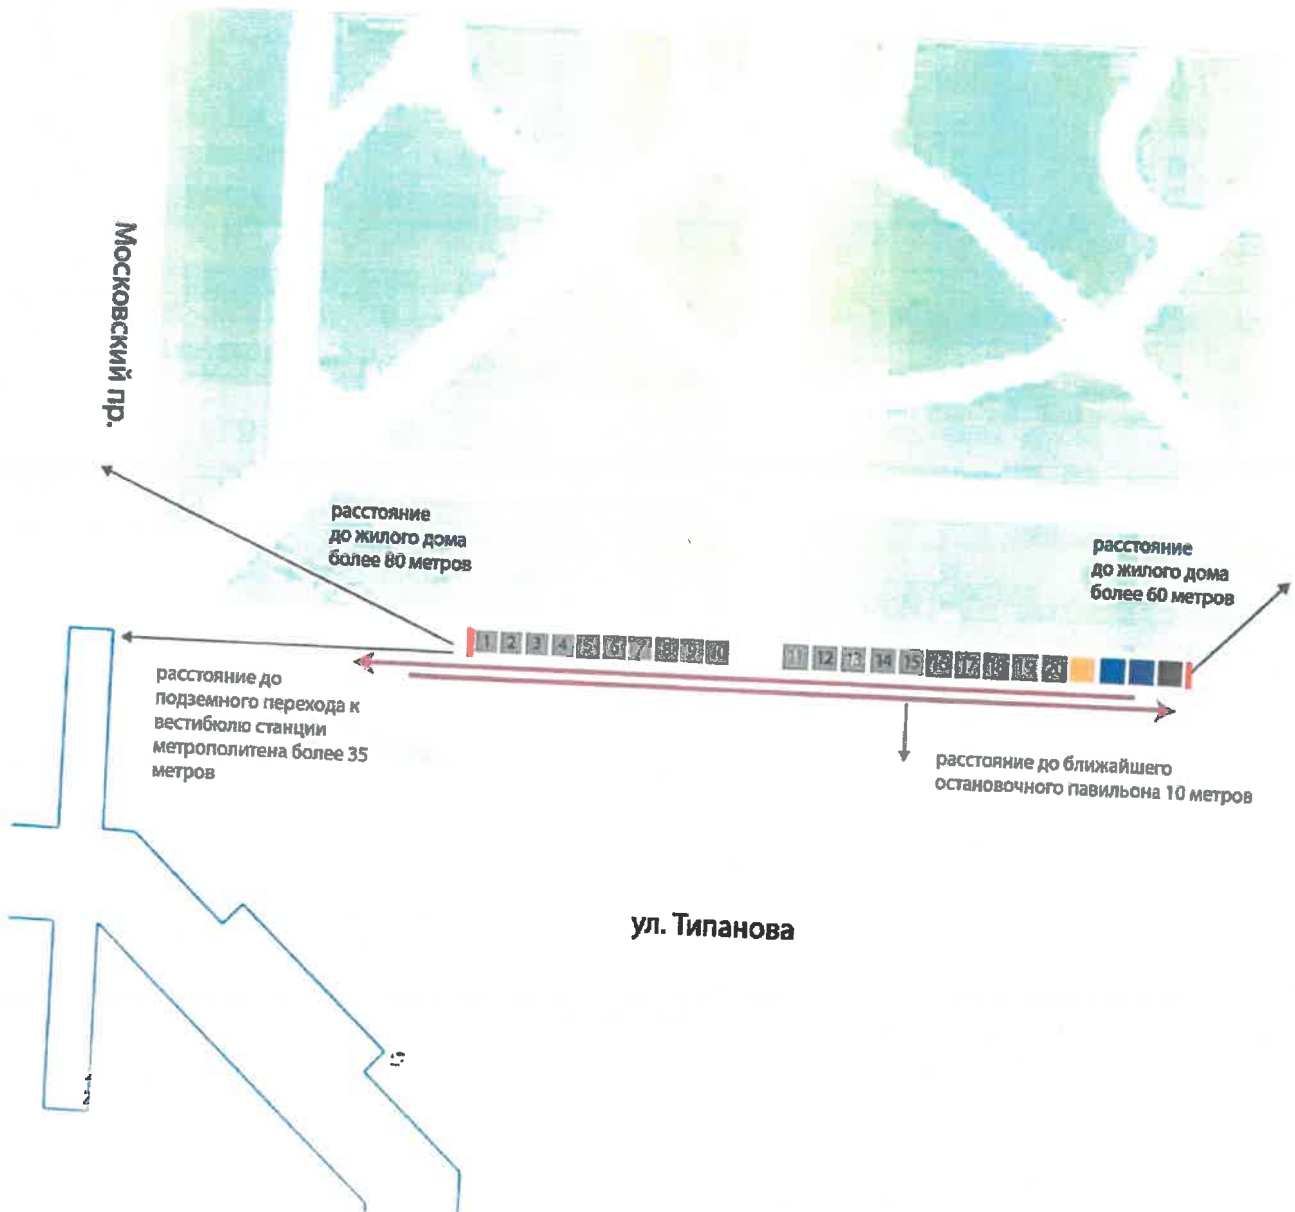 Московский пр.
расстояние
до жилого дома
более 80 метров
расстояние
до жилого дома
более 60 метров
1 2 3 4 5 6 7 8 9 10
11 12 13 14 15 16 17 18 19 20
расстояние до
подземного перехода к
вестибюлю станции
метрополитена более 35
метров
расстояние до ближайшего
остановочного павильона 10 метров
ул. Типанова